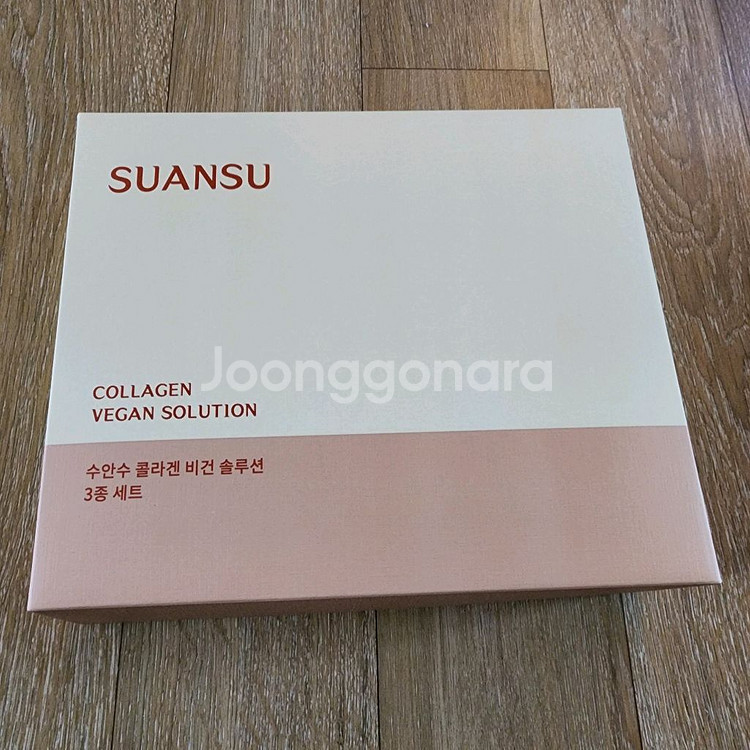 SUANSU
Joonggonara
COLLAGEN
VEGAN SOLUTION
수안수 콜라겐 비건 솔루션
3종 세트